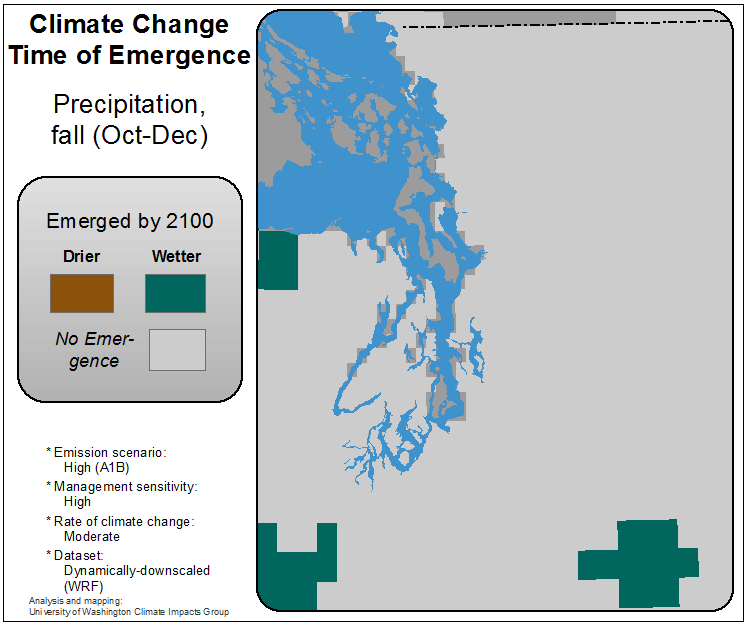 Climate Change
Time of Emergence
Precipitation,
fall (Oct-Dec)
Emerged by 2100
Drier Wetter
No Emer-
gence
* Emission scenario:
High (A1B)
* Management sensitivity:
High
* Rate of climate change:
Moderate
* Dataset:
Dynamically-downscaled
(WRF)
Analysis and mapping:
University of Washington Climate Impacts Group